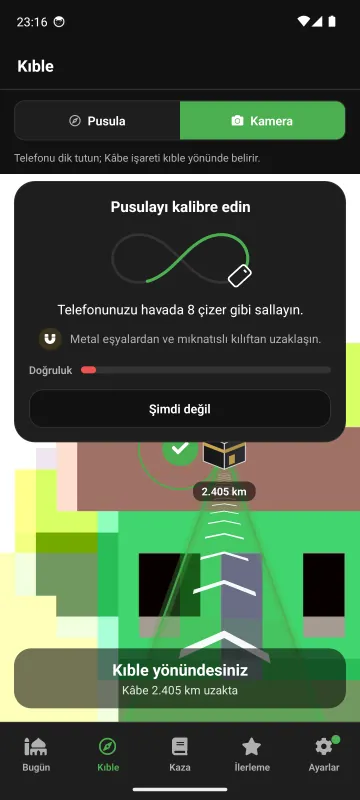 23:16
Kıble
Pusula
Kamera
Telefonu dik tutun; Kâbe işareti kıble yönünde belirir.
Pusulayı kalibre edin
Telefonunuzu havada 8 çizer gibi sallayın.
Metal eşyalardan ve mıknatıslı kılıftan uzaklaşın.
Doğruluk
Şimdi değil
2.405 km
Kıble yönündesiniz
Kâbe 2.405 km uzakta
Bugün
Kıble
Kaza
İlerleme
Ayarlar